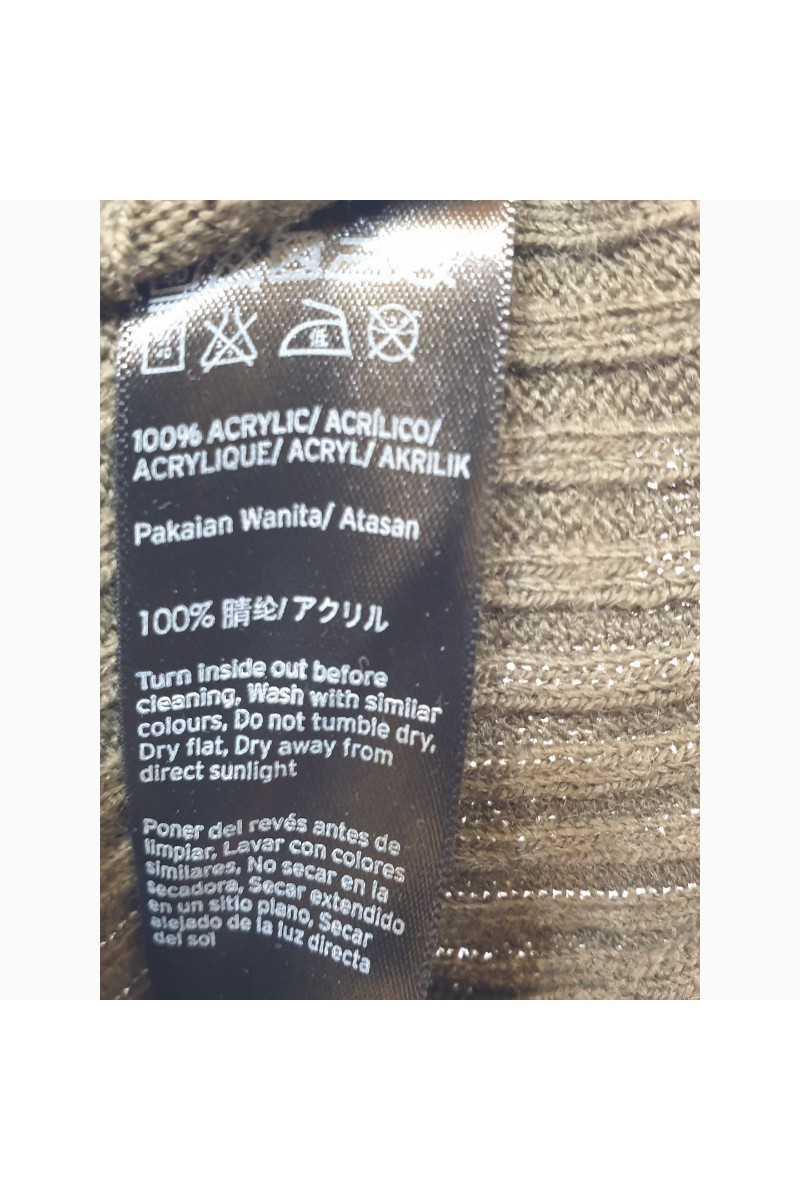 低
100% ACRYLIC/ ACRÍLICO/
ACRYLIQUE/ ACRYL/ AKRILIK
Pakaian Wanita/ Atasan
100% 腈纶/アクリル
Turn inside out before
cleaning, Wash with similar
colours, Do not tumble dry,
Dry flat, Dry away from
direct sunlight
Poner del revés antes de
limpiar, Lavar con colores
similares, No secar en la
secadora, Secar extendido
en un sitio plano, Secar
alejado de la luz directa
del sol